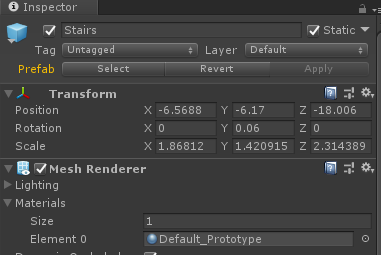 Inspector
Stairs Static
Tag Untagged Layer Default
Prefab Select Revert Apply
Transform
Position X -6.5688 Y -6.17 Z -18.006
Rotation X 0 Y 0.06 Z 0
Scale X 1.86812 Y 1.420915 Z 2.314389
Mesh Renderer
Lighting
Materials
Size 1
Element 0 Default_Prototype